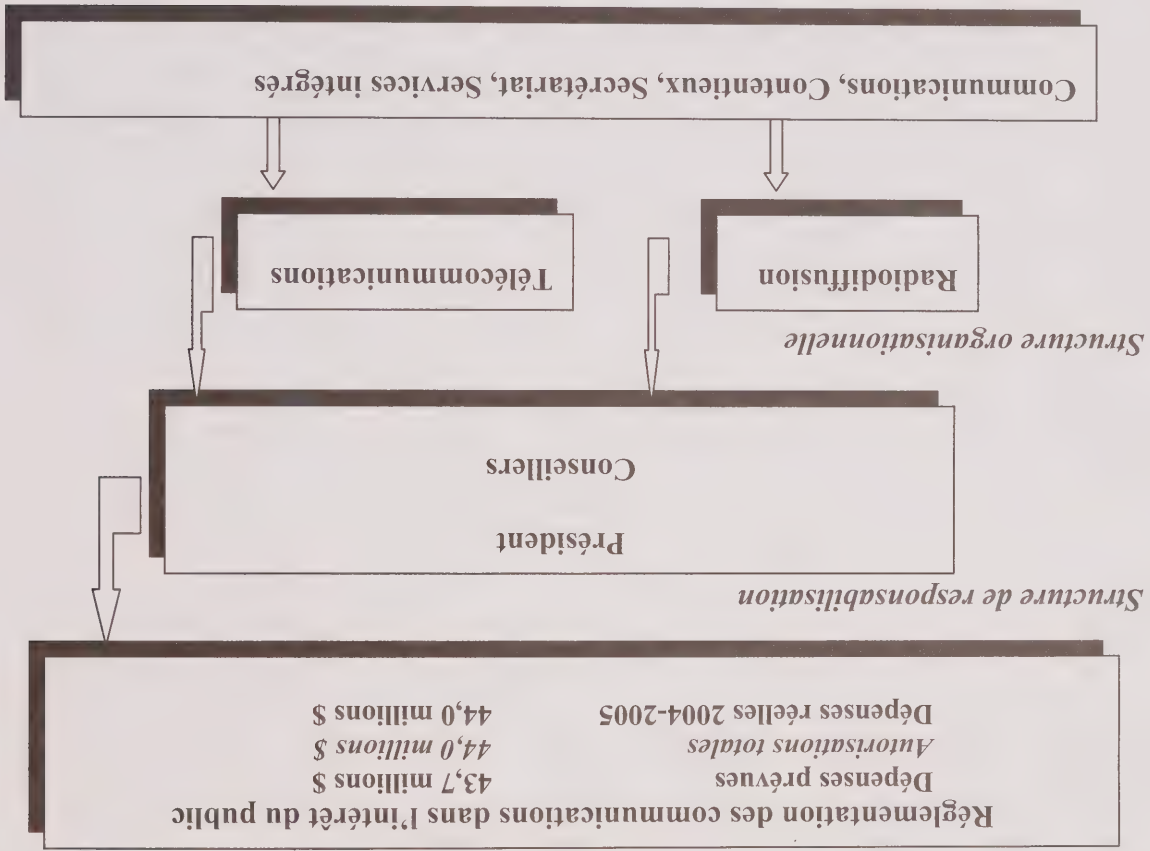 Réglementation des communications dans l'intérêt du public
Dépenses prévues 43,7 millions $
Autorisations totales 44,0 millions $
Dépenses réelles 2004-2005 44,0 millions $
Structure de responsabilisation
Président
Conseillers
Structure organisationnelle
Radiodiffusion
Télécommunications
Communications, Contentieux, Secrétariat, Services intégrés